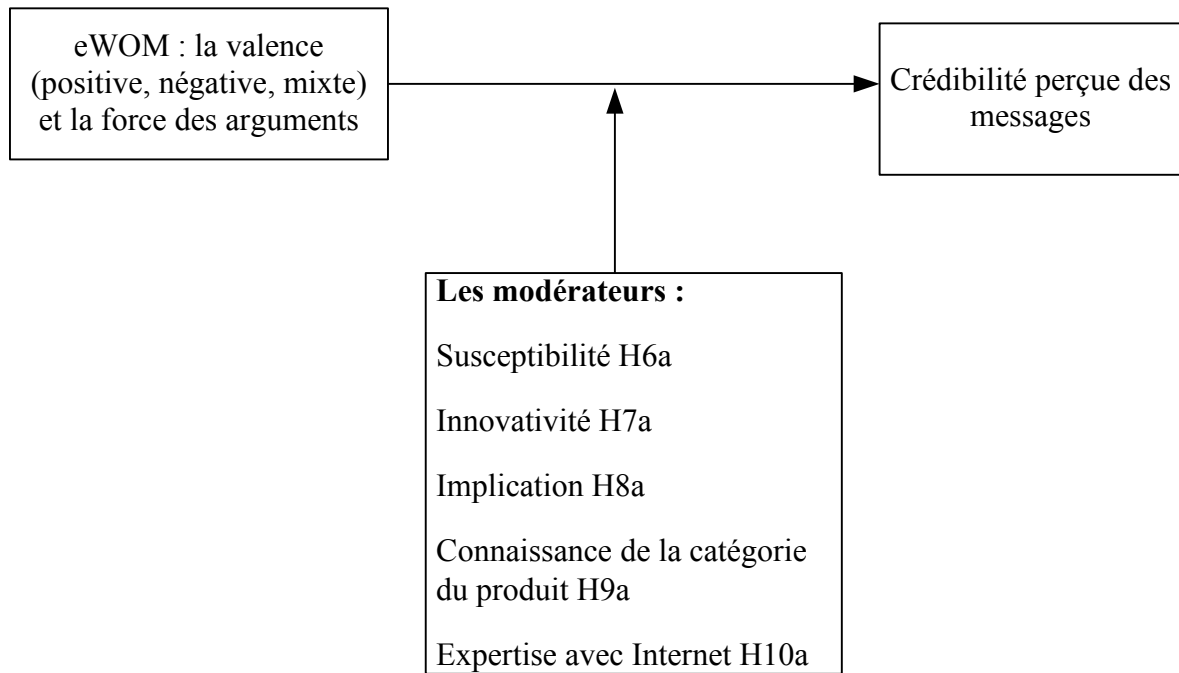 eWOM : la valence
(positive, négative, mixte)
et la force des arguments
Crédibilité perçue des
messages
Les modérateurs :
Susceptibilité H6a
Innovativité H7a
Implication H8a
Connaissance de la catégorie
du produit H9a
Expertise avec Internet H10a